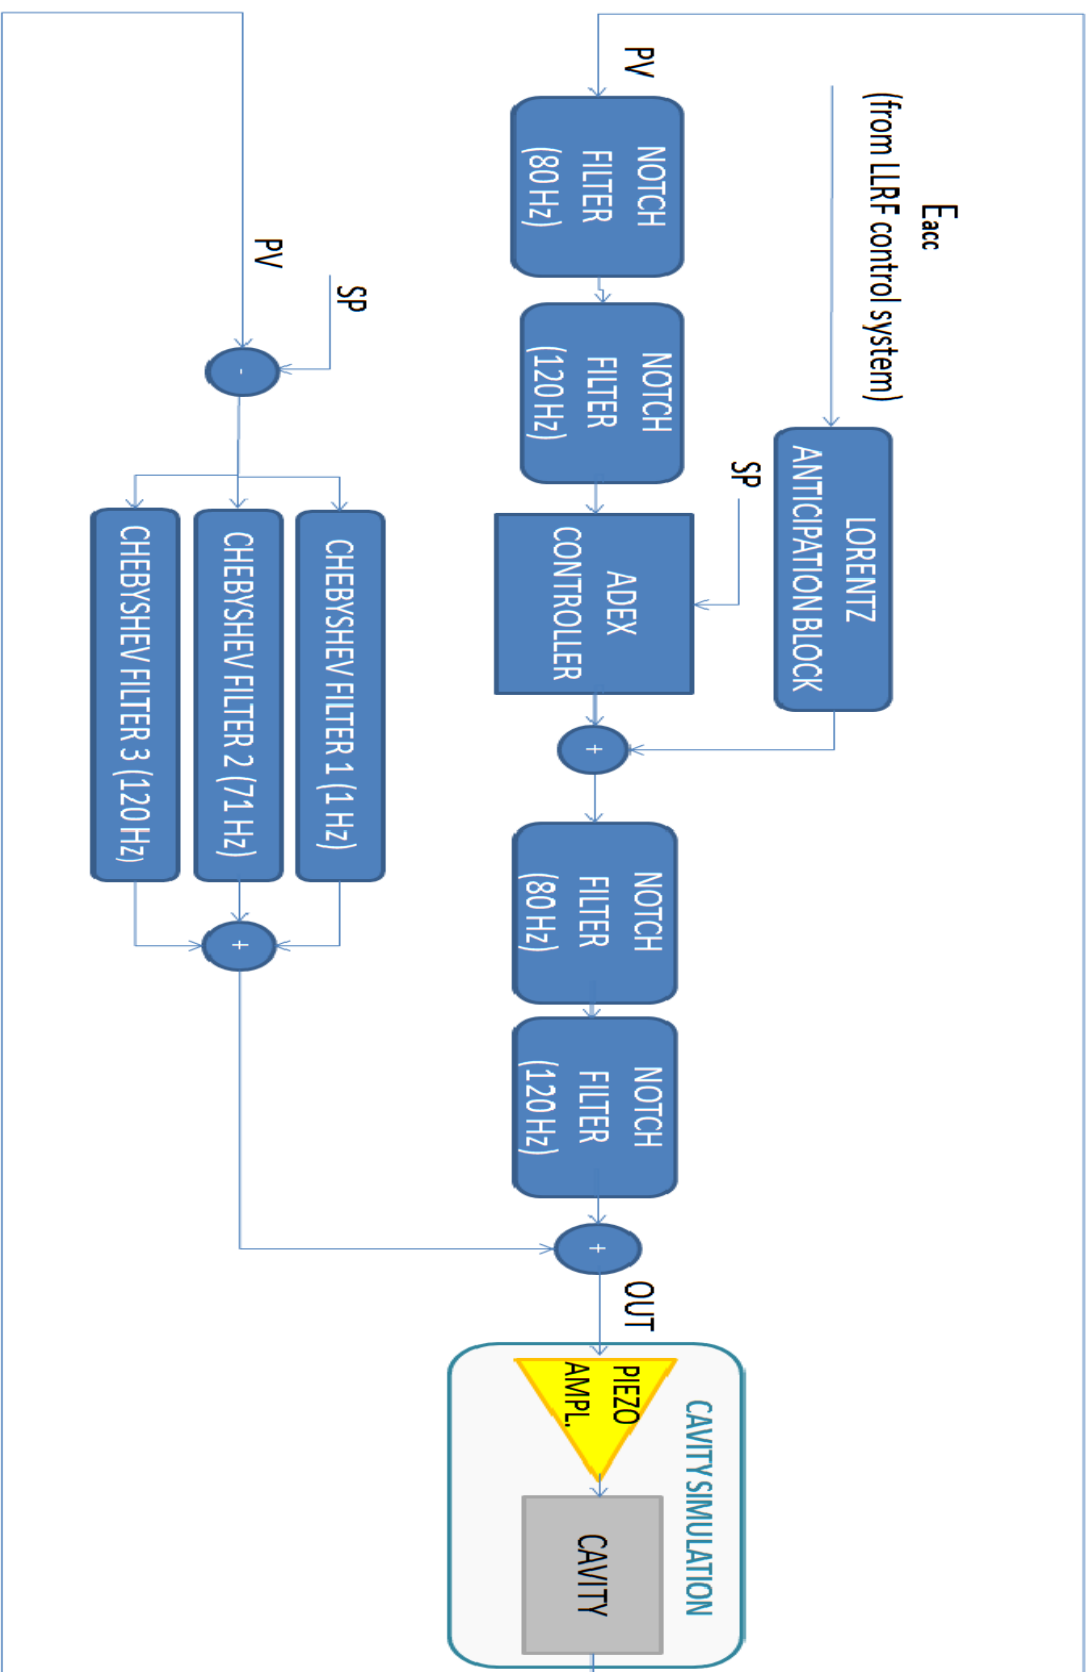 E acc
(from LLRF control system)
LORENTZ
ANTICIPATION BLOCK
PV
NOTCH
FILTER
(80 Hz)
NOTCH
FILTER
(120 Hz)
SP
ADEX
CONTROLLER
+
NOTCH
FILTER
(80 Hz)
NOTCH
FILTER
(120 Hz)
+
OUT
CAVITY SIMULATION
PIEZO
AMPL.
CAVITY
SP
PV
-
CHEBYSHEV FILTER 1 (1 Hz)
CHEBYSHEV FILTER 2 (71 Hz)
CHEBYSHEV FILTER 3 (120 Hz)
+